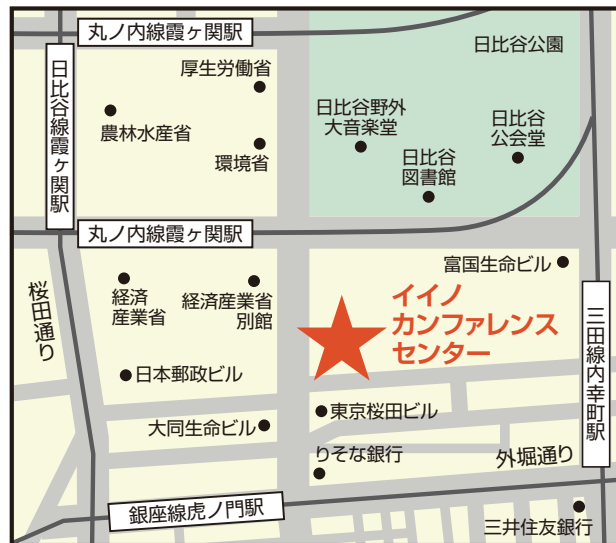 丸ノ内線霞ヶ関駅
日比谷公園
日比谷線霞ヶ関駅
厚生労働省
農林水産省
環境省
日比谷野外
大音楽堂
日比谷
公会堂
日比谷
図書館
丸ノ内線霞ヶ関駅
富国生命ビル
桜田通り
経済
産業省
経済産業省
別館
イイノ
カンファレンス
センター
三田線内幸町駅
日本郵政ビル
大同生命ビル
東京桜田ビル
りそな銀行
外堀通り
銀座線虎ノ門駅
三井住友銀行